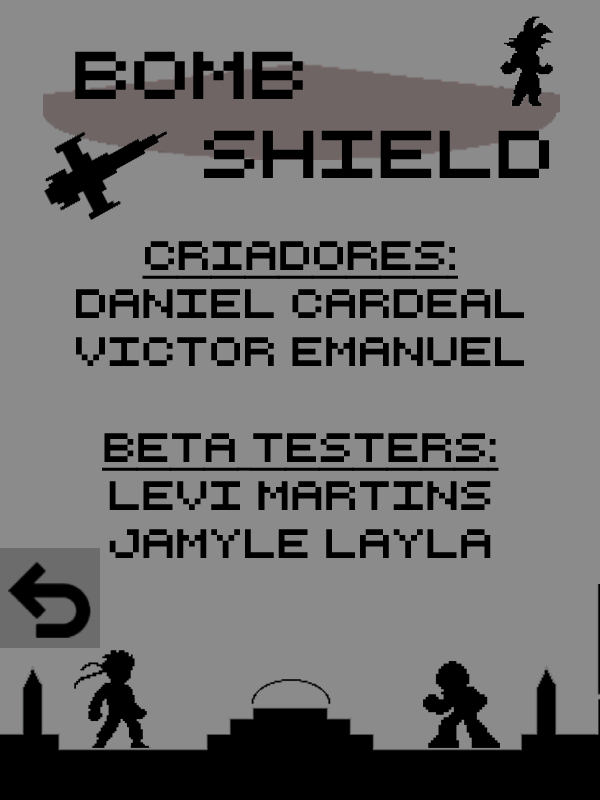 BOMB
SHIELD
CRIADORES:
DANIEL CARDEAL
VICTOR EMANUEL
BETA TESTERS:
LEVI MARTINS
JAMYLE LAYLA